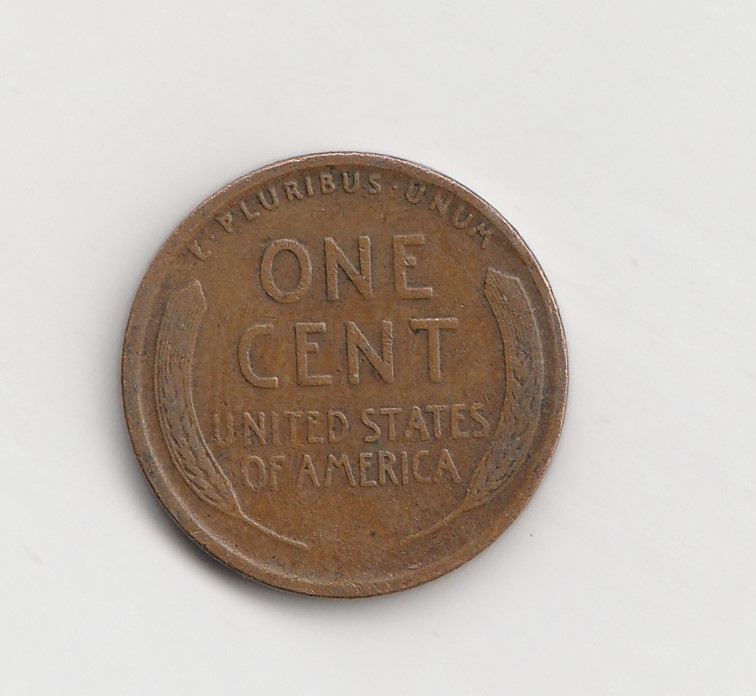 E·PLURIBUS·UNUM
ONE
CENT
UNITED STATES
OF AMERICA